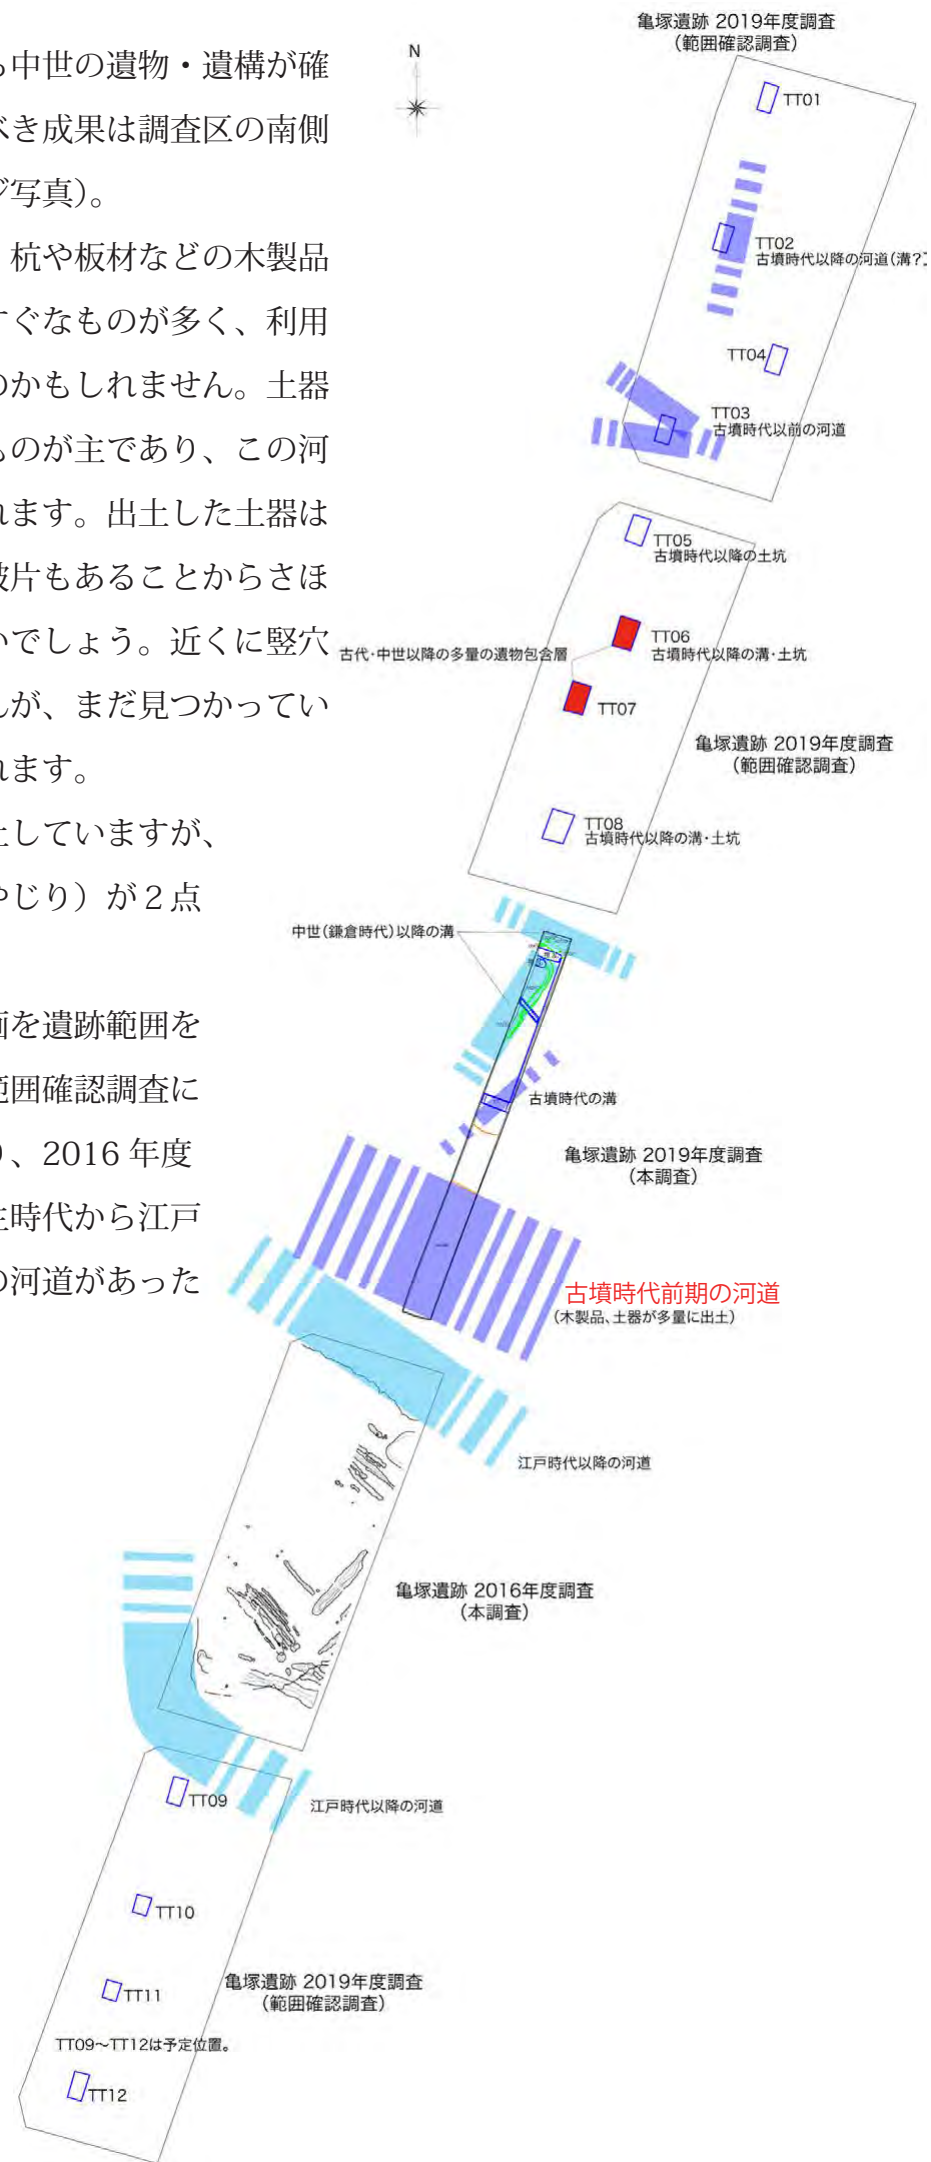 ら中世の遺物・遺構が確
べき成果は調査区の南側
ジ写真）。
杭や板材などの木製品
すぐなものが多く、利用
のかもしれません。土器
ものが主であり、この河
れます。出土した土器は
破片もあることからさほ
いでしょう。近くに竪穴
んが、まだ見つかってい
れます。
土していますが、
やじり）が２点
画を遺跡範囲を
範囲確認調査に
り、2016 年度
生時代から江戸
の河道があった
N
亀塚遺跡 2019年度調査
（範囲確認調査）
TT01
TT02
古墳時代以降の河道（溝？）
TT04
TT03
古墳時代以前の河道
TT05
古墳時代以降の土坑
TT06
古墳時代以降の溝・土坑
古代・中世以降の多量の遺物包含層
TT07
亀塚遺跡 2019年度調査
（範囲確認調査）
TT08
古墳時代以降の溝・土坑
中世（鎌倉時代）以降の溝
古墳時代の溝
亀塚遺跡 2019年度調査
（本調査）
古墳時代前期の河道
（木製品、土器が多量に出土）
江戸時代以降の河道
亀塚遺跡 2016年度調査
（本調査）
TT09
江戸時代以降の河道
TT10
亀塚遺跡 2019年度調査
（範囲確認調査）
TT11
TT09～TT12は予定位置。
TT12